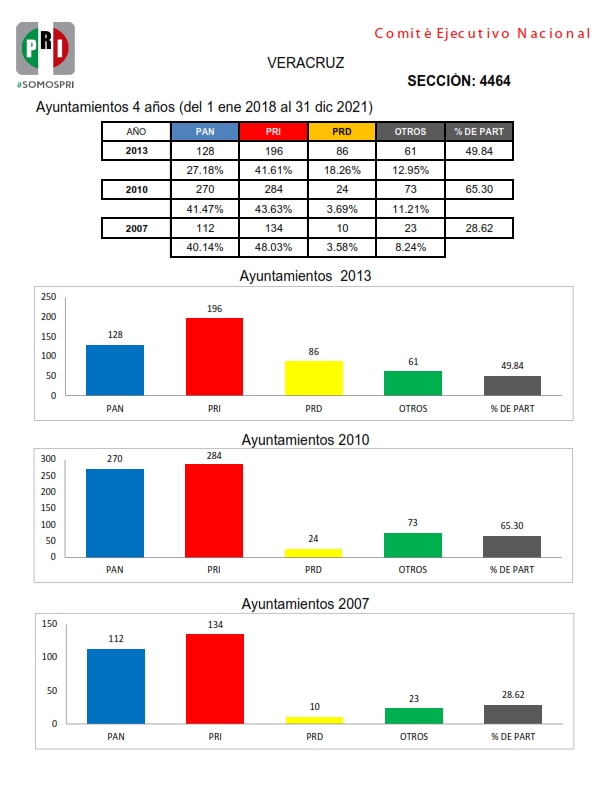 Comité Ejecutivo Nacional
PRI
#SOMOSPRI
VERACRUZ
SECCIÓN: 4464
Ayuntamientos 4 años (del 1 ene 2018 al 31 dic 2021)
AÑO PAN PRI PRD OTROS % DE PART
2013 128 196 86 61 49.84
27.18% 41.61% 18.26% 12.95%
2010 270 284 24 73 65.30
41.47% 43.63% 3.69% 11.21%
2007 112 134 10 23 28.62
40.14% 48.03% 3.58% 8.24%
Ayuntamientos 2013
250
200
150
100
50
0
128 196 86 61 49.84
PAN PRI PRD OTROS % DE PART
Ayuntamientos 2010
300
250
200
150
100
50
0
270 284 24 73 65.30
PAN PRI PRD OTROS % DE PART
Ayuntamientos 2007
150
100
50
0
112 134 10 23 28.62
PAN PRI PRD OTROS % DE PART